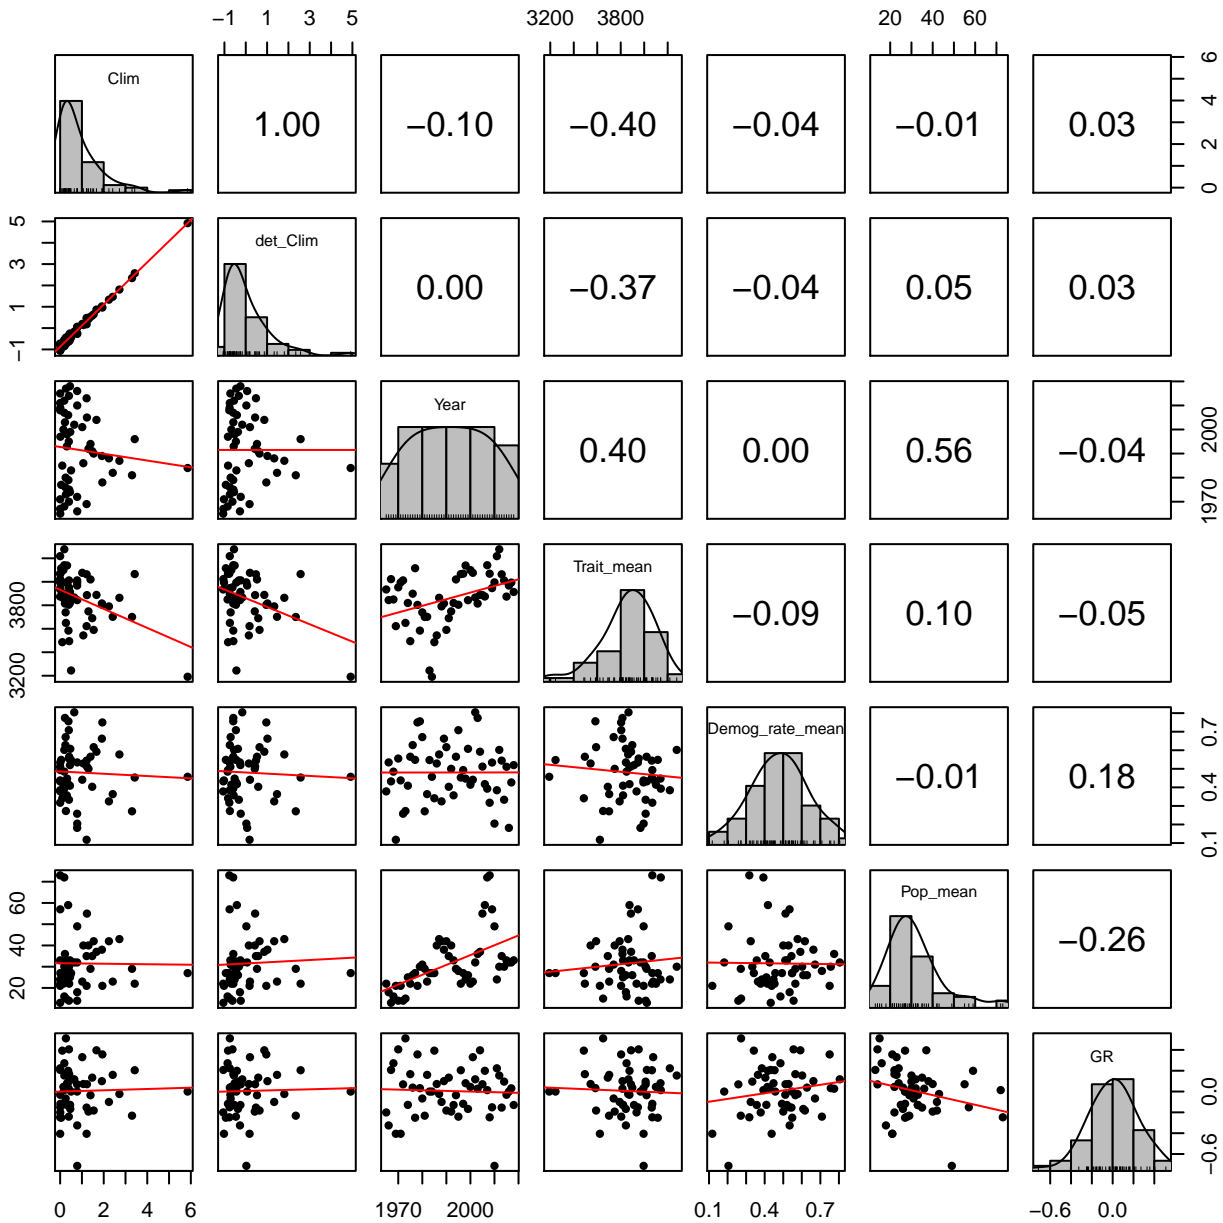 −1 1 3 5 3200 3800 20 40 60
Clim 1.00 −0.10 −0.40 −0.04 −0.01 0.03 0 2 4 6
−1 1 3 5 det_Clim 0.00 −0.37 −0.04 0.05 0.03
Year 0.40 0.00 0.56 −0.04 1970 2000
3200 3800 Trait_mean −0.09 0.10 −0.05
Demog_rate_mean −0.01 0.18 0.1 0.4 0.7
20 40 60 Pop_mean −0.26
GR −0.6 0.0
0 2 4 6 1970 2000 0.1 0.4 0.7 −0.6 0.0